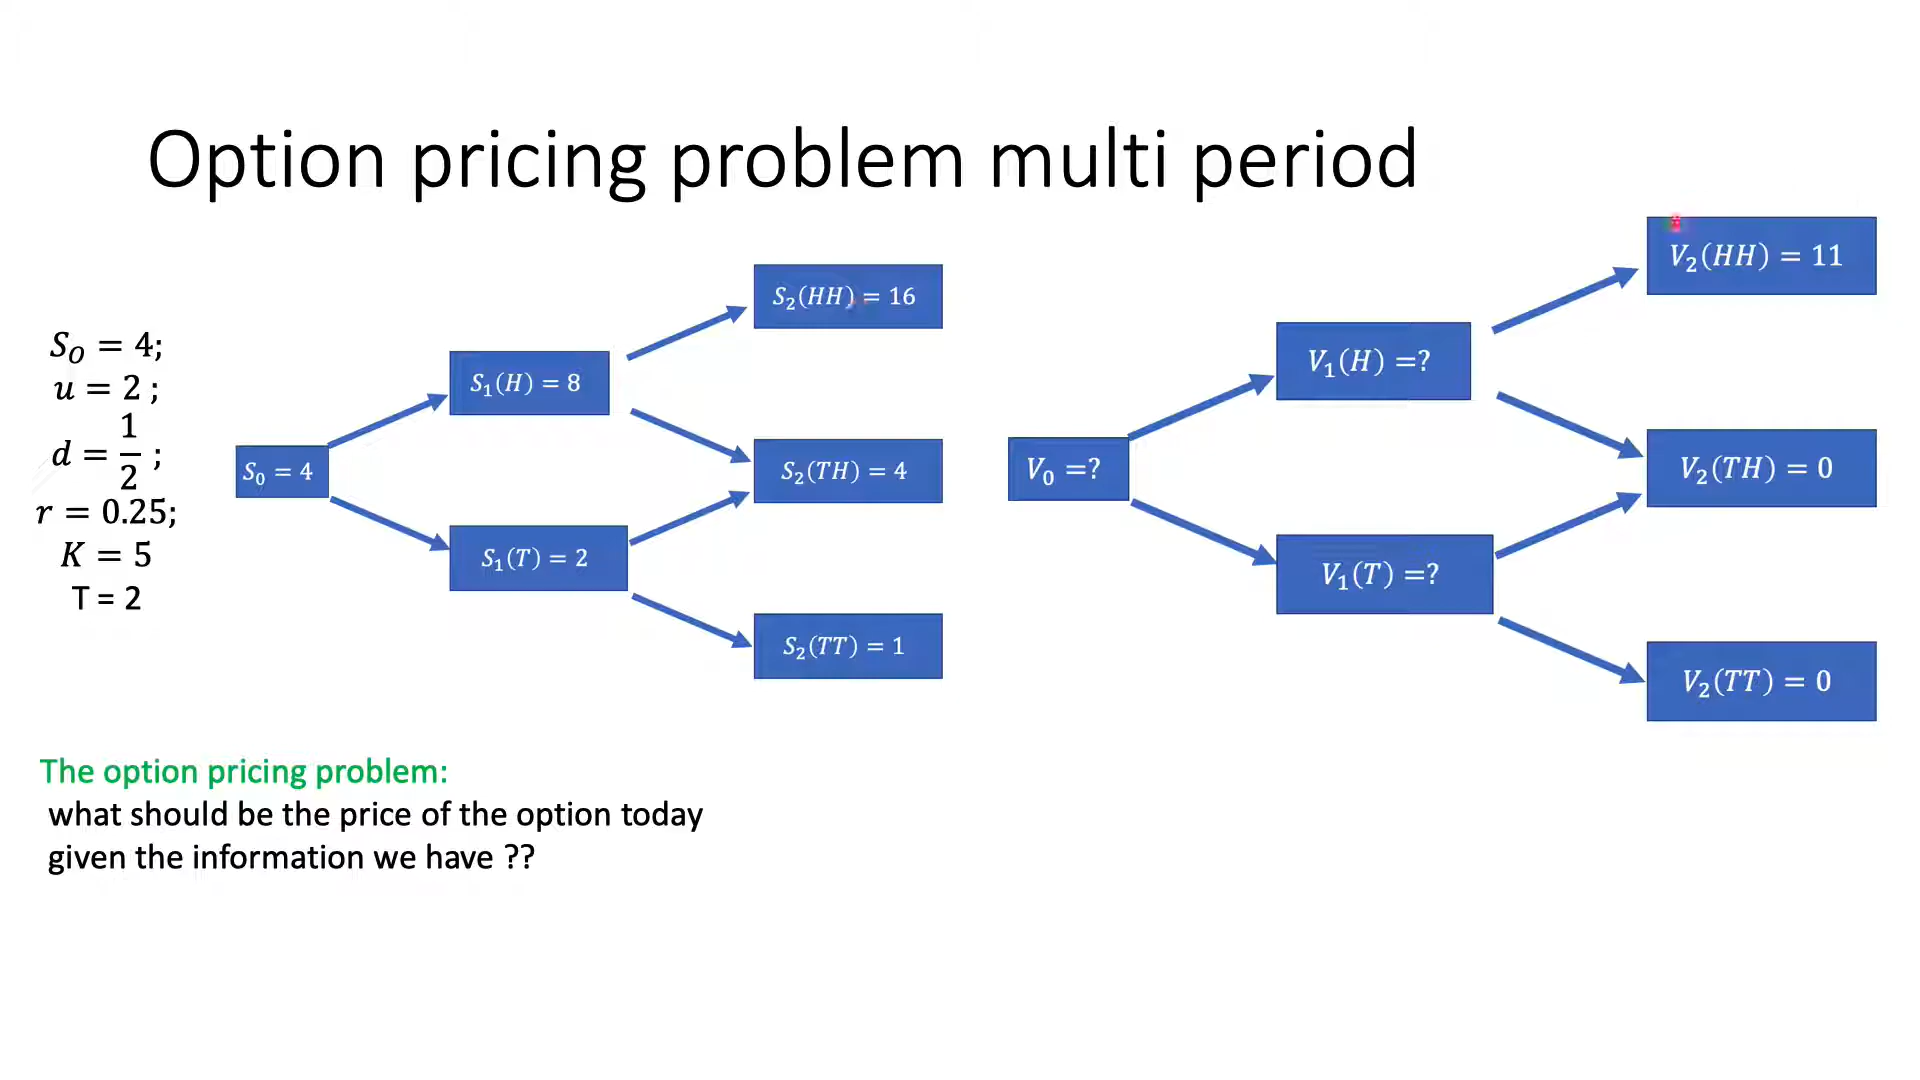 Option pricing problem multi period
S_O = 4;
u = 2 ;
d = 1/2 ;
r = 0.25;
K = 5
T = 2
S_0 = 4
S_1(H) = 8
S_1(T) = 2
S_2(HH) = 16
S_2(TH) = 4
S_2(TT) = 1
V_0 =?
V_1(H) =?
V_1(T) =?
V_2(HH) = 11
V_2(TH) = 0
V_2(TT) = 0
The option pricing problem:
what should be the price of the option today
given the information we have ??